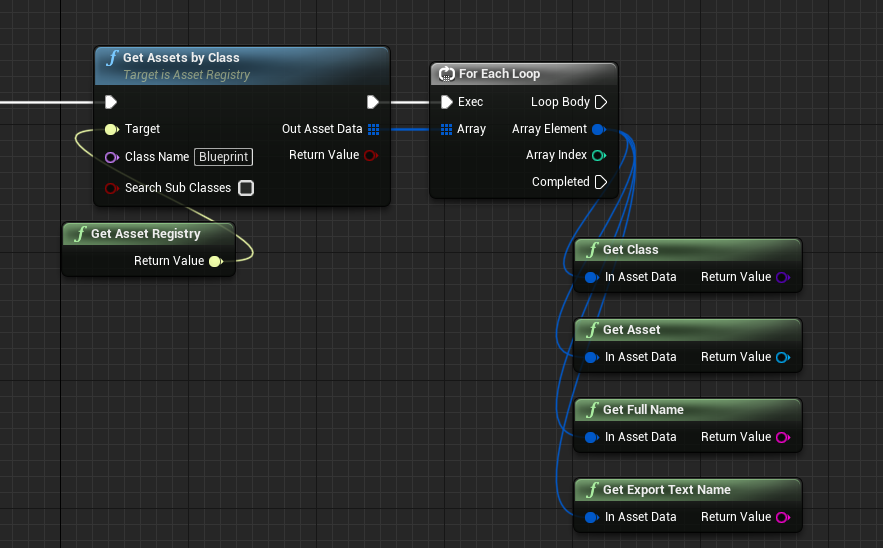 Get Assets by Class
Target is Asset Registry
Target
Out Asset Data
Class Name Blueprint
Return Value
Search Sub Classes
Get Asset Registry
Return Value
For Each Loop
Exec
Loop Body
Array
Array Element
Array Index
Completed
Get Class
In Asset Data
Return Value
Get Asset
In Asset Data
Return Value
Get Full Name
In Asset Data
Return Value
Get Export Text Name
In Asset Data
Return Value